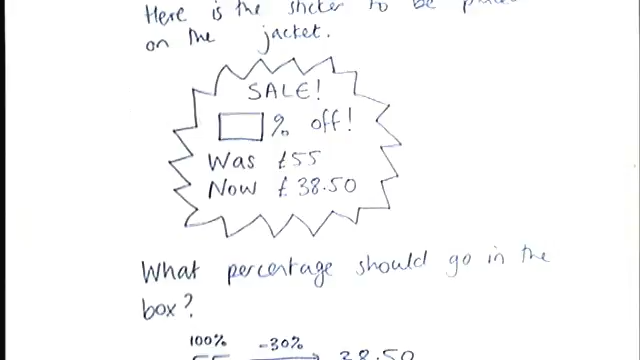 Here is the sticker to be
on the jacket.
SALE!
% off!
Was £55
Now £38.50
What percentage should go in the
box?
100% -30%
55 38.50